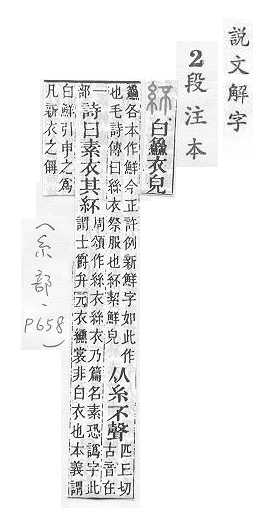 說文解字
2段注本
紑 白鱻衣皃
鱻各本作鮮今正許例新鮮字如此作
也毛詩傳曰絲衣祭服也紑絜鮮皃
从糸不聲
匹丘切
古音在
一
部
詩曰素衣其紑
周頌作絲衣絲衣乃篇名素恐譌字此
謂士爵弁元衣纁裳非白衣也本義謂
白鮮引申之爲
凡新衣之偁
(糸部、P658)